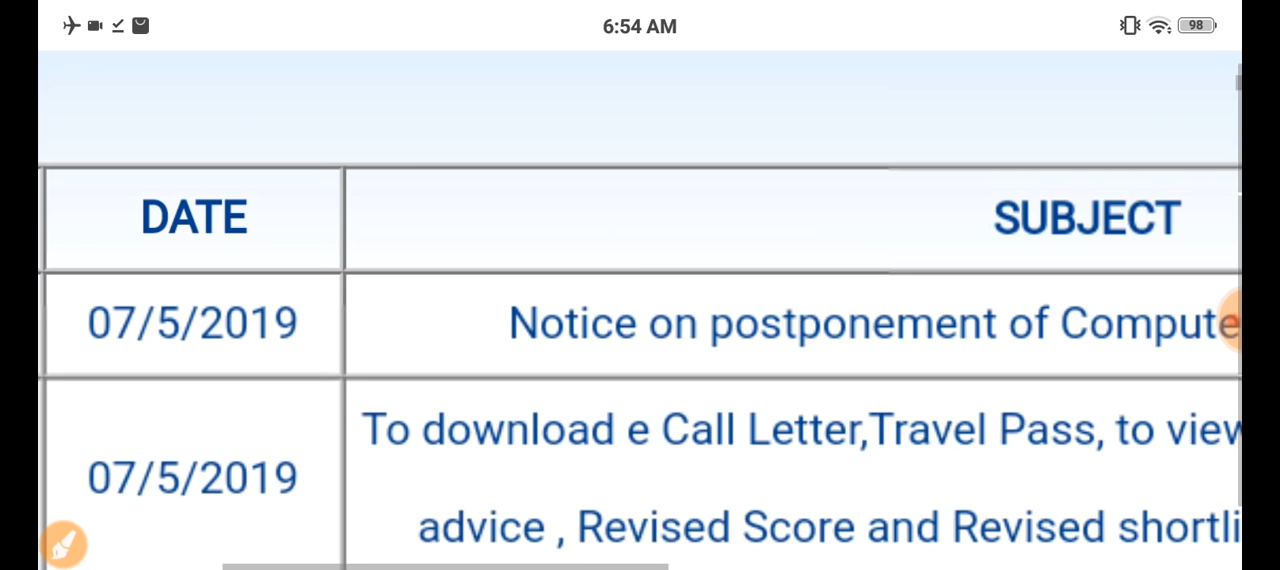 6:54 AM
98
DATE SUBJECT
07/5/2019 Notice on postponement of Compute
07/5/2019 To download e Call Letter,Travel Pass, to view
advice , Revised Score and Revised shortli